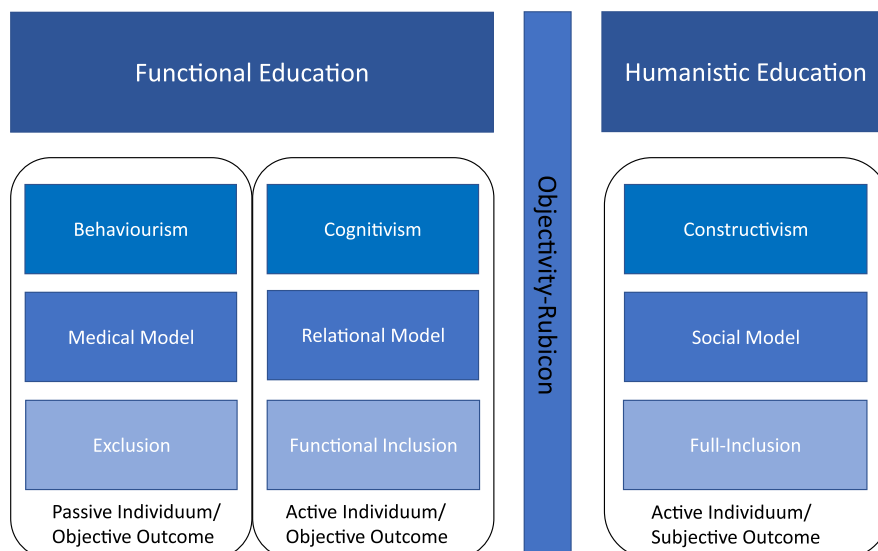 Functional Education
Humanistic Education
Objectivity-Rubicon
Behaviourism
Cognitivism
Constructivism
Medical Model
Relational Model
Social Model
Exclusion
Functional Inclusion
Full-Inclusion
Passive Individuum/
Objective Outcome
Active Individuum/
Objective Outcome
Active Individuum/
Subjective Outcome